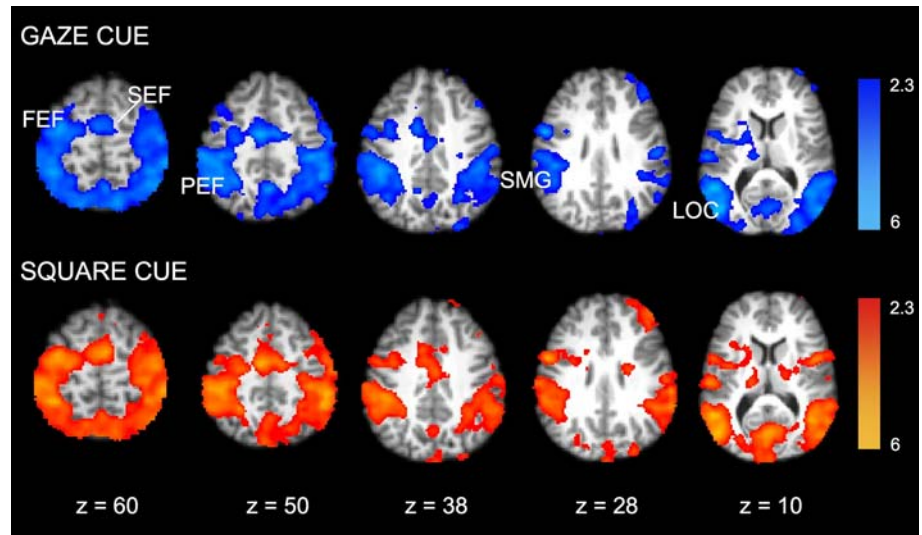 GAZE CUE
SEF
FEF
2.3
PEF
SMG
LOC
6
SQUARE CUE
2.3
6
z = 60 z = 50 z = 38 z = 28 z = 10